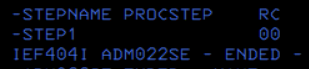 -STEPNAME PROCSTEP RC
-STEP1 00
IEF404I ADM022SE - ENDED -